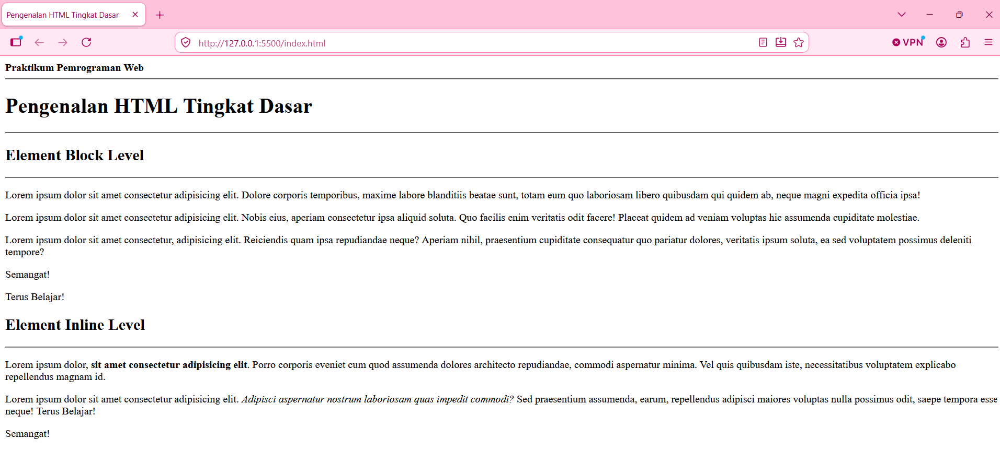 Pengenalan HTML Tingkat Dasar
http://127.0.0.1:5500/index.html
VPN
Praktikum Pemrograman Web
Pengenalan HTML Tingkat Dasar
Element Block Level
Lorem ipsum dolor sit amet consectetur adipisicing elit. Dolore corporis temporibus, maxime labore blanditiis beatae sunt, totam eum quo laboriosam libero quibusdam qui quidem ab, neque magni expedita officia ipsa!
Lorem ipsum dolor sit amet consectetur adipisicing elit. Nobis eius, aperiam consectetur ipsa aliquid soluta. Quo facilis enim veritatis odit facere! Placeat quidem ad veniam voluptas hic assumenda cupiditate molestiae.
Lorem ipsum dolor sit amet consectetur, adipisicing elit. Reiciendis quam ipsa repudiandae neque? Aperiam nihil, praesentium cupiditate consequatur quo pariatur dolores, veritatis ipsum soluta, ea sed voluptatem possimus deleniti
tempore?
Semangat!
Terus Belajar!
Element Inline Level
Lorem ipsum dolor, sit amet consectetur adipisicing elit. Porro corporis eveniet cum quod assumenda dolores architecto repudiandae, commodi aspernatur minima. Vel quis quibusdam iste, necessitatibus voluptatem explicabo
repellendus magnam id.
Lorem ipsum dolor sit amet consectetur adipisicing elit. Adipisci aspernatur nostrum laboriosam quas impedit commodi? Sed praesentium assumenda, earum, repellendus adipisci maiores voluptas nulla possimus odit, saepe tempora esse
neque! Terus Belajar!
Semangat!